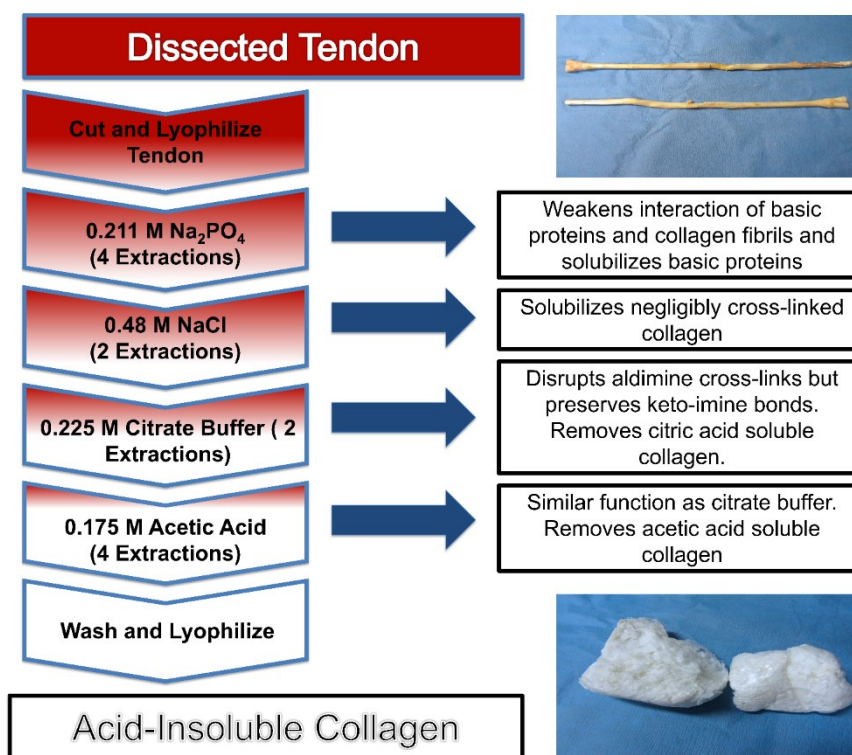 Dissected Tendon
Cut and Lyophilize
Tendon
0.211 M Na₂PO₄
(4 Extractions)
Weakens interaction of basic
proteins and collagen fibrils and
solubilizes basic proteins
0.48 M NaCl
(2 Extractions)
Solubilizes negligibly cross-linked
collagen
0.225 M Citrate Buffer ( 2
Extractions)
Disrupts aldimine cross-links but
preserves keto-imine bonds.
Removes citric acid soluble
collagen.
0.175 M Acetic Acid
(4 Extractions)
Similar function as citrate buffer.
Removes acetic acid soluble
collagen
Wash and Lyophilize
Acid-Insoluble Collagen